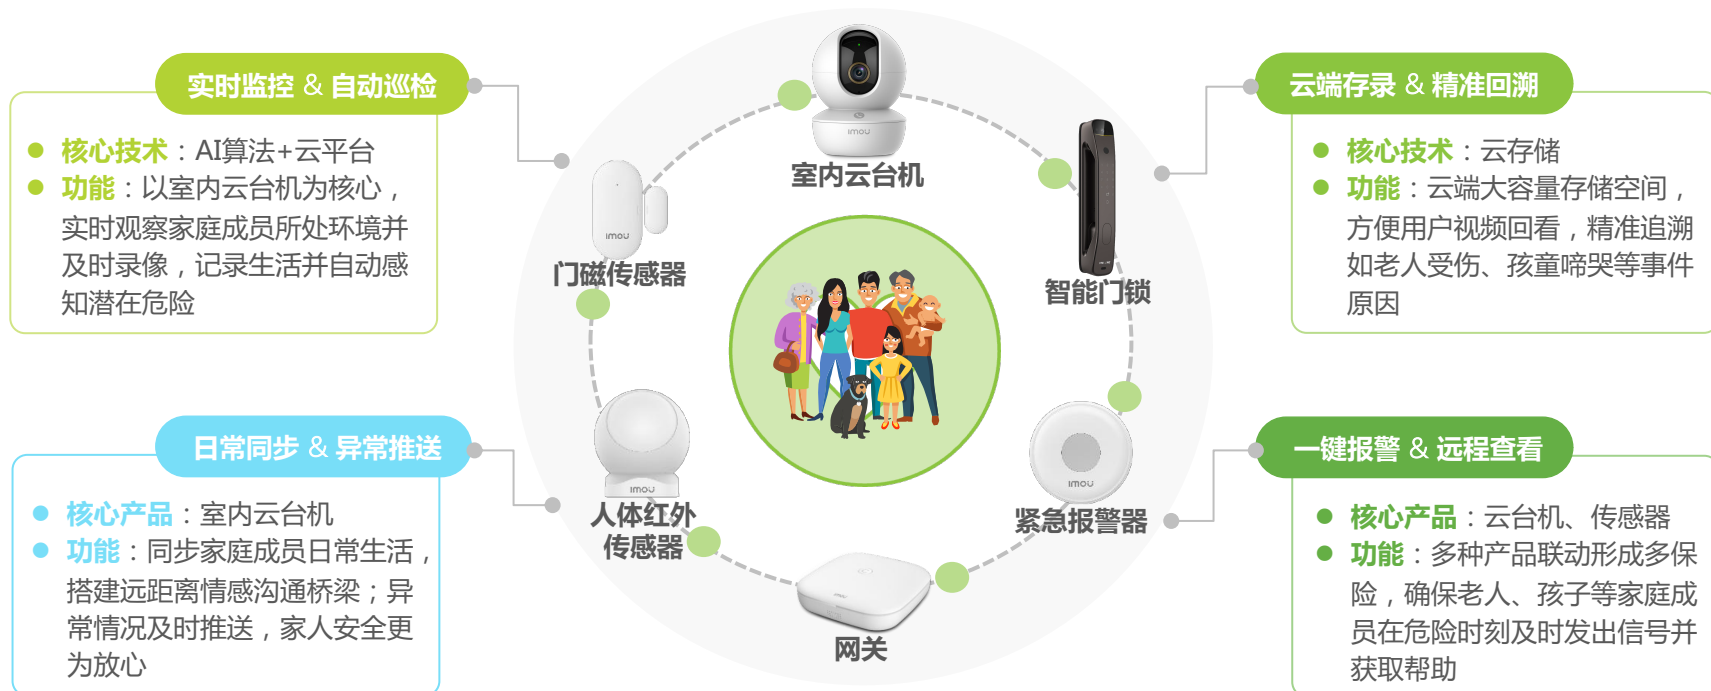 实时监控 & 自动巡检
核心技术：AI算法+云平台
功能：以室内云台机为核心，
实时观察家庭成员所处环境并
及时录像，记录生活并自动感
知潜在危险
日常同步 & 异常推送
核心产品：室内云台机
功能：同步家庭成员日常生活，
搭建远距离情感沟通桥梁；异
常情况及时推送，家人安全更
为放心
imou
室内云台机
imou
门磁传感器
智能门锁
imou
人体红外
传感器
imou
紧急报警器
imou
网关
云端存录 & 精准回溯
核心技术：云存储
功能：云端大容量存储空间，
方便用户视频回看，精准追溯
如老人受伤、孩童啼哭等事件
原因
一键报警 & 远程查看
核心产品：云台机、传感器
功能：多种产品联动形成多保
险，确保老人、孩子等家庭成
员在危险时刻及时发出信号并
获取帮助